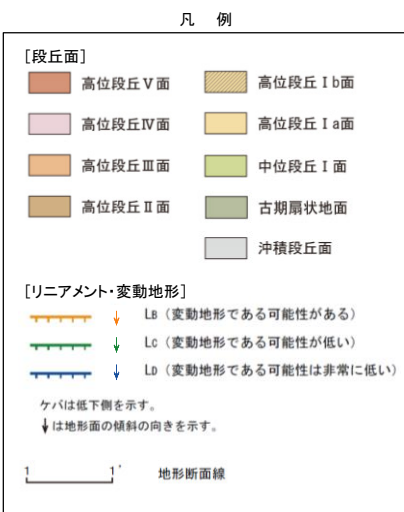 凡 例
[段丘面]
高位段丘Ⅴ面
高位段丘Ⅳ面
高位段丘Ⅲ面
高位段丘Ⅱ面
高位段丘Ⅰb面
高位段丘Ⅰa面
中位段丘Ⅰ面
古期扇状地面
沖積段丘面
[リニアメント・変動地形]
LB (変動地形である可能性がある)
LC (変動地形である可能性が低い)
LD (変動地形である可能性は非常に低い)
ケバは低下側を示す。
↓は地形面の傾斜の向きを示す。
1 1' 地形断面線